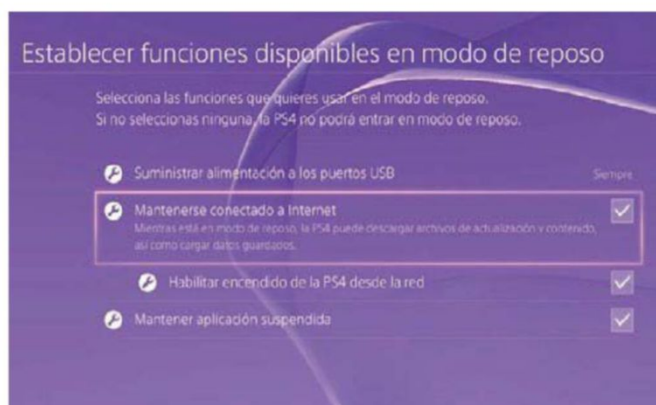 Establecer funciones disponibles en modo de reposo
Selecciona las funciones que quieres usar en el modo de reposo.
Si no seleccionas ninguna, la PS4 no podrá entrar en modo de reposo.
Suministrar alimentación a los puertos USB Siempre
Mantenerse conectado a Internet
Mientras está en modo de reposo, la PS4 puede descargar archivos de actualización y contenido,
así como cargar datos guardados.
Habilitar encendido de la PS4 desde la red
Mantener aplicación suspendida